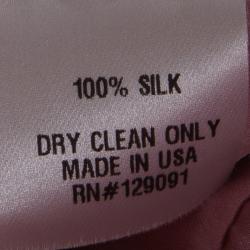 100% SILK
DRY CLEAN ONLY
MADE IN USA
RN#129091